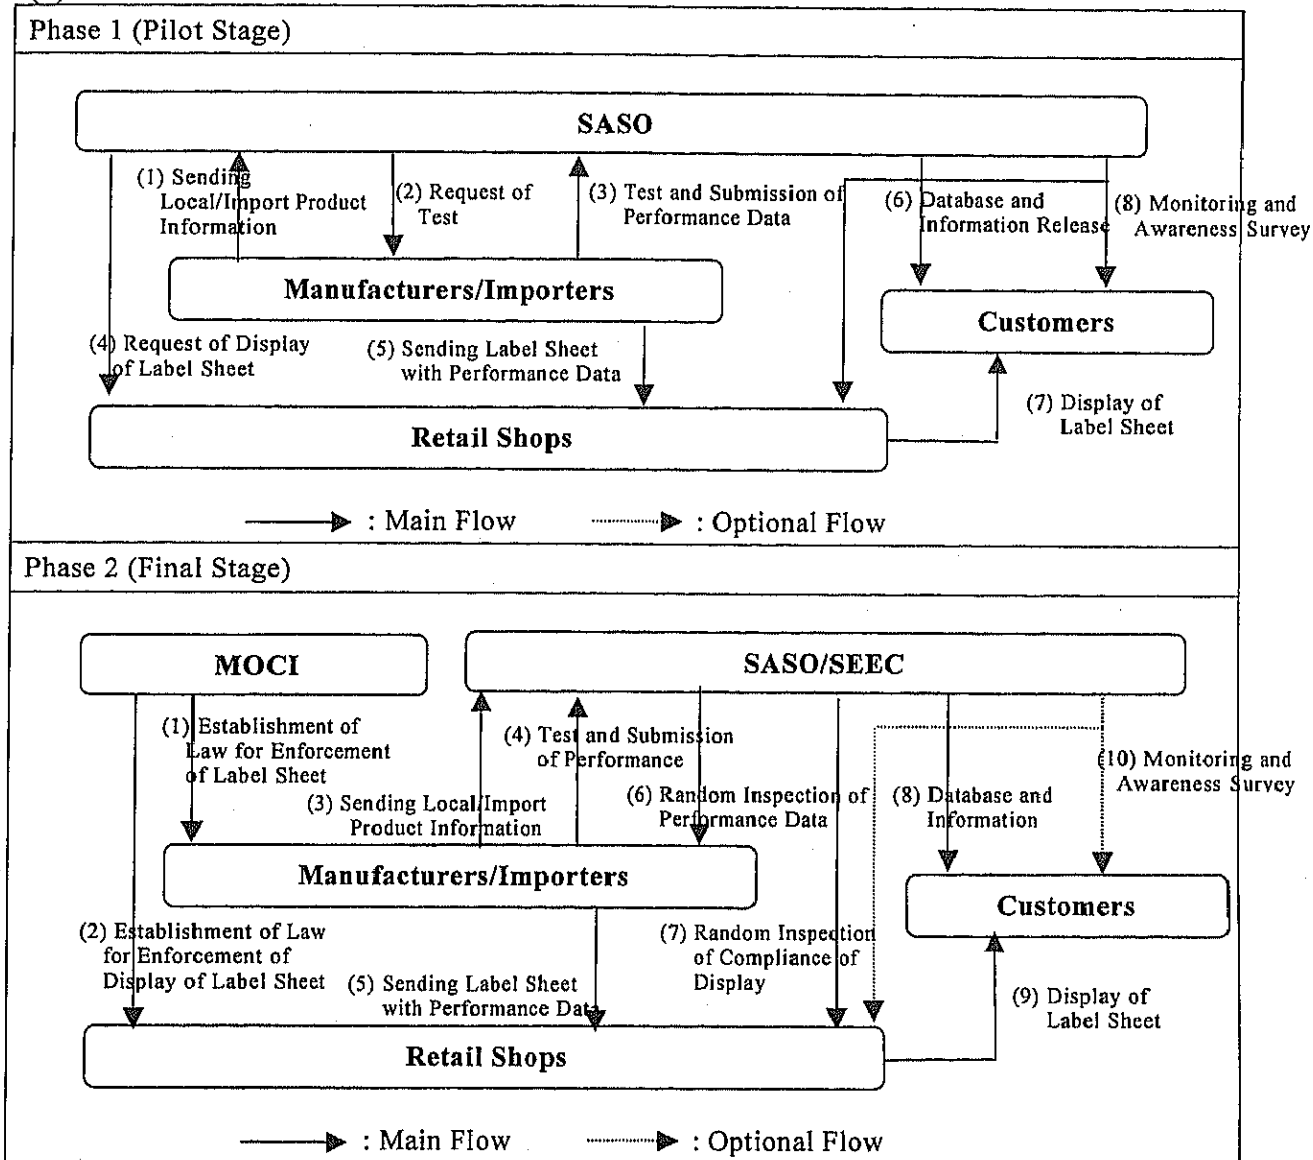 Phase 1 (Pilot Stage)
SASO
(1) Sending
Local/Import Product
Information
(2) Request of
Test
(3) Test and Submission of
Performance Data
(6) Database and
Information Release
(8) Monitoring and
Awareness Survey
Manufacturers/Importers
Customers
(4) Request of Display
of Label Sheet
(5) Sending Label Sheet
with Performance Data
(7) Display of
Label Sheet
Retail Shops
: Main Flow
: Optional Flow
Phase 2 (Final Stage)
MOCI
SASO/SEEC
(1) Establishment of
Law for Enforcement
of Label Sheet
(4) Test and Submission
of Performance
(10) Monitoring and
Awareness Survey
(3) Sending Local/Import
Product Information
(6) Random Inspection of
Performance Data
(8) Database and
Information
Manufacturers/Importers
Customers
(2) Establishment of Law
for Enforcement of
Display of Label Sheet
(5) Sending Label Sheet
with Performance Data
(7) Random Inspection
of Compliance of
Display
(9) Display of
Label Sheet
Retail Shops
: Main Flow
: Optional Flow